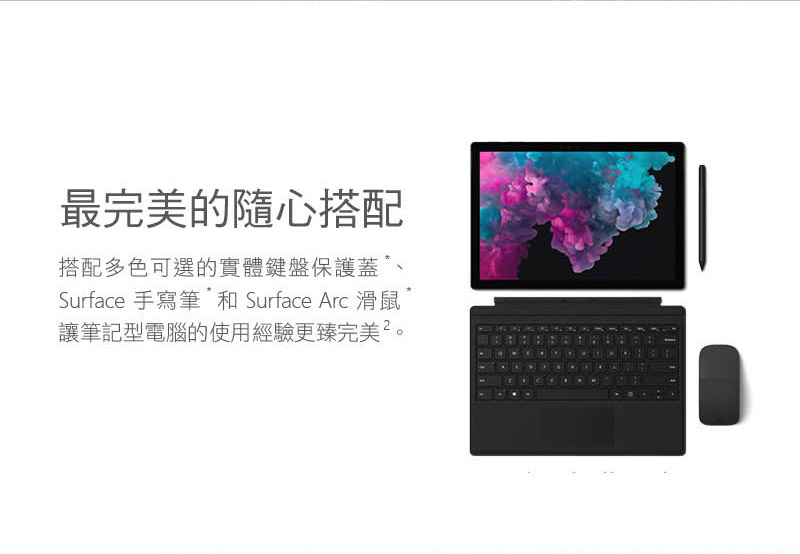 最完美的隨心搭配
搭配多色可選的實體鍵盤保護蓋*、
Surface 手寫筆* 和 Surface Arc 滑鼠*
讓筆記型電腦的使用經驗更臻完美2。